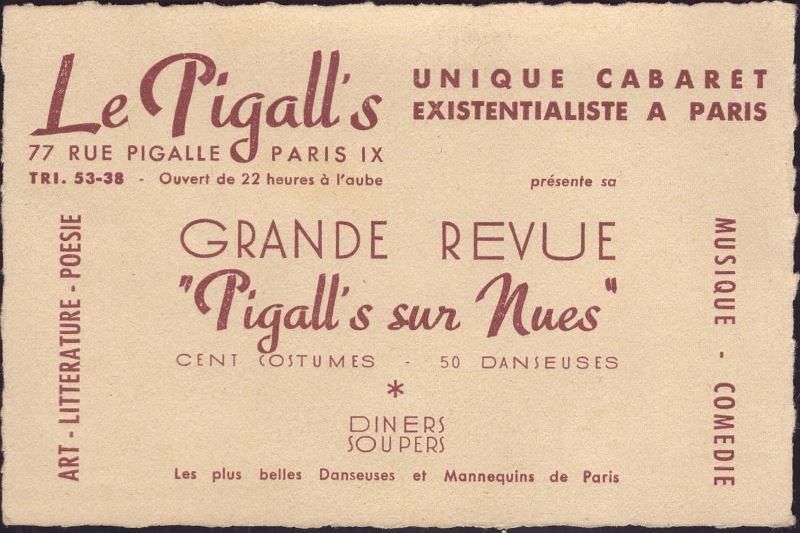 Le Pigall's
77 RUE PIGALLE PARIS IX
TRI. 53-38 - Ouvert de 22 heures à l'aube
UNIQUE CABARET
EXISTENTIALISTE A PARIS
présente sa
GRANDE REVUE
"Pigall's sur Nues"
CENT COSTUMES - 50 DANSEUSES
*
DINERS
SOUPERS
Les plus belles Danseuses et Mannequins de Paris
ART - LITTERATURE - POESIE
MUSIQUE - COMEDIE